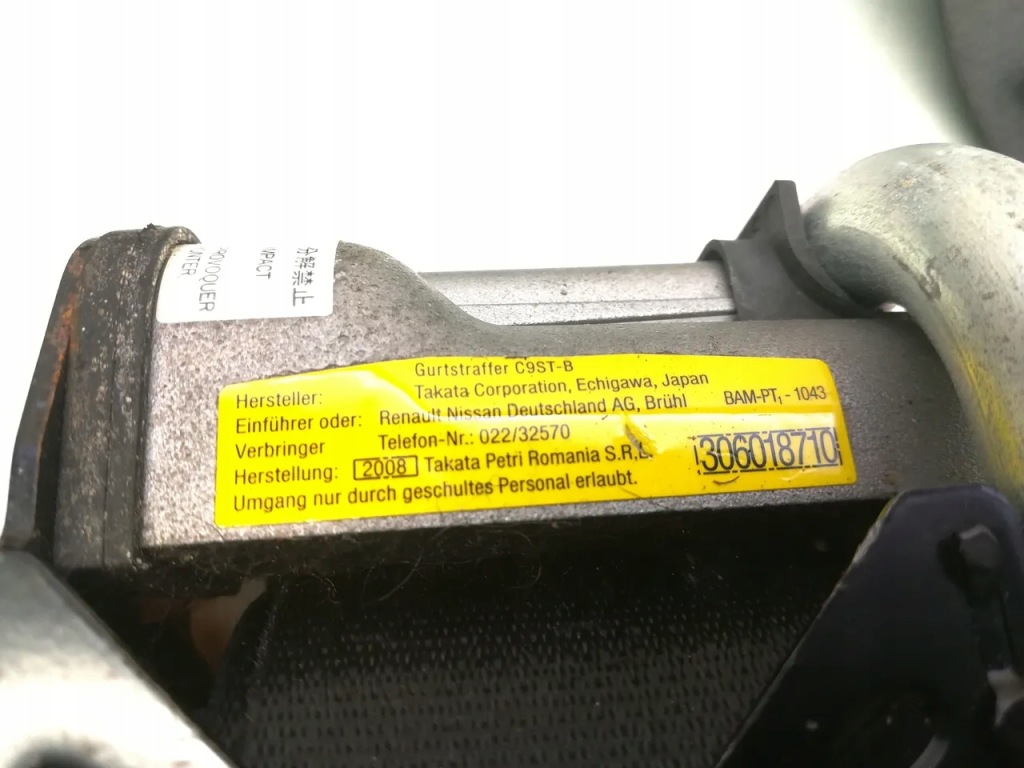 分解禁止
MPACT
ROVOQUER
Gurtstraffer C9ST-B
Hersteller: Takata Corporation, Echigawa, Japan
Einführer oder: Renault Nissan Deutschland AG, Brühl BAM-PT₁ - 1043
Verbringer Telefon-Nr.: 022/32570
Herstellung: 2008 Takata Petri Romania S.R.L. 306018710
Umgang nur durch geschultes Personal erlaubt.